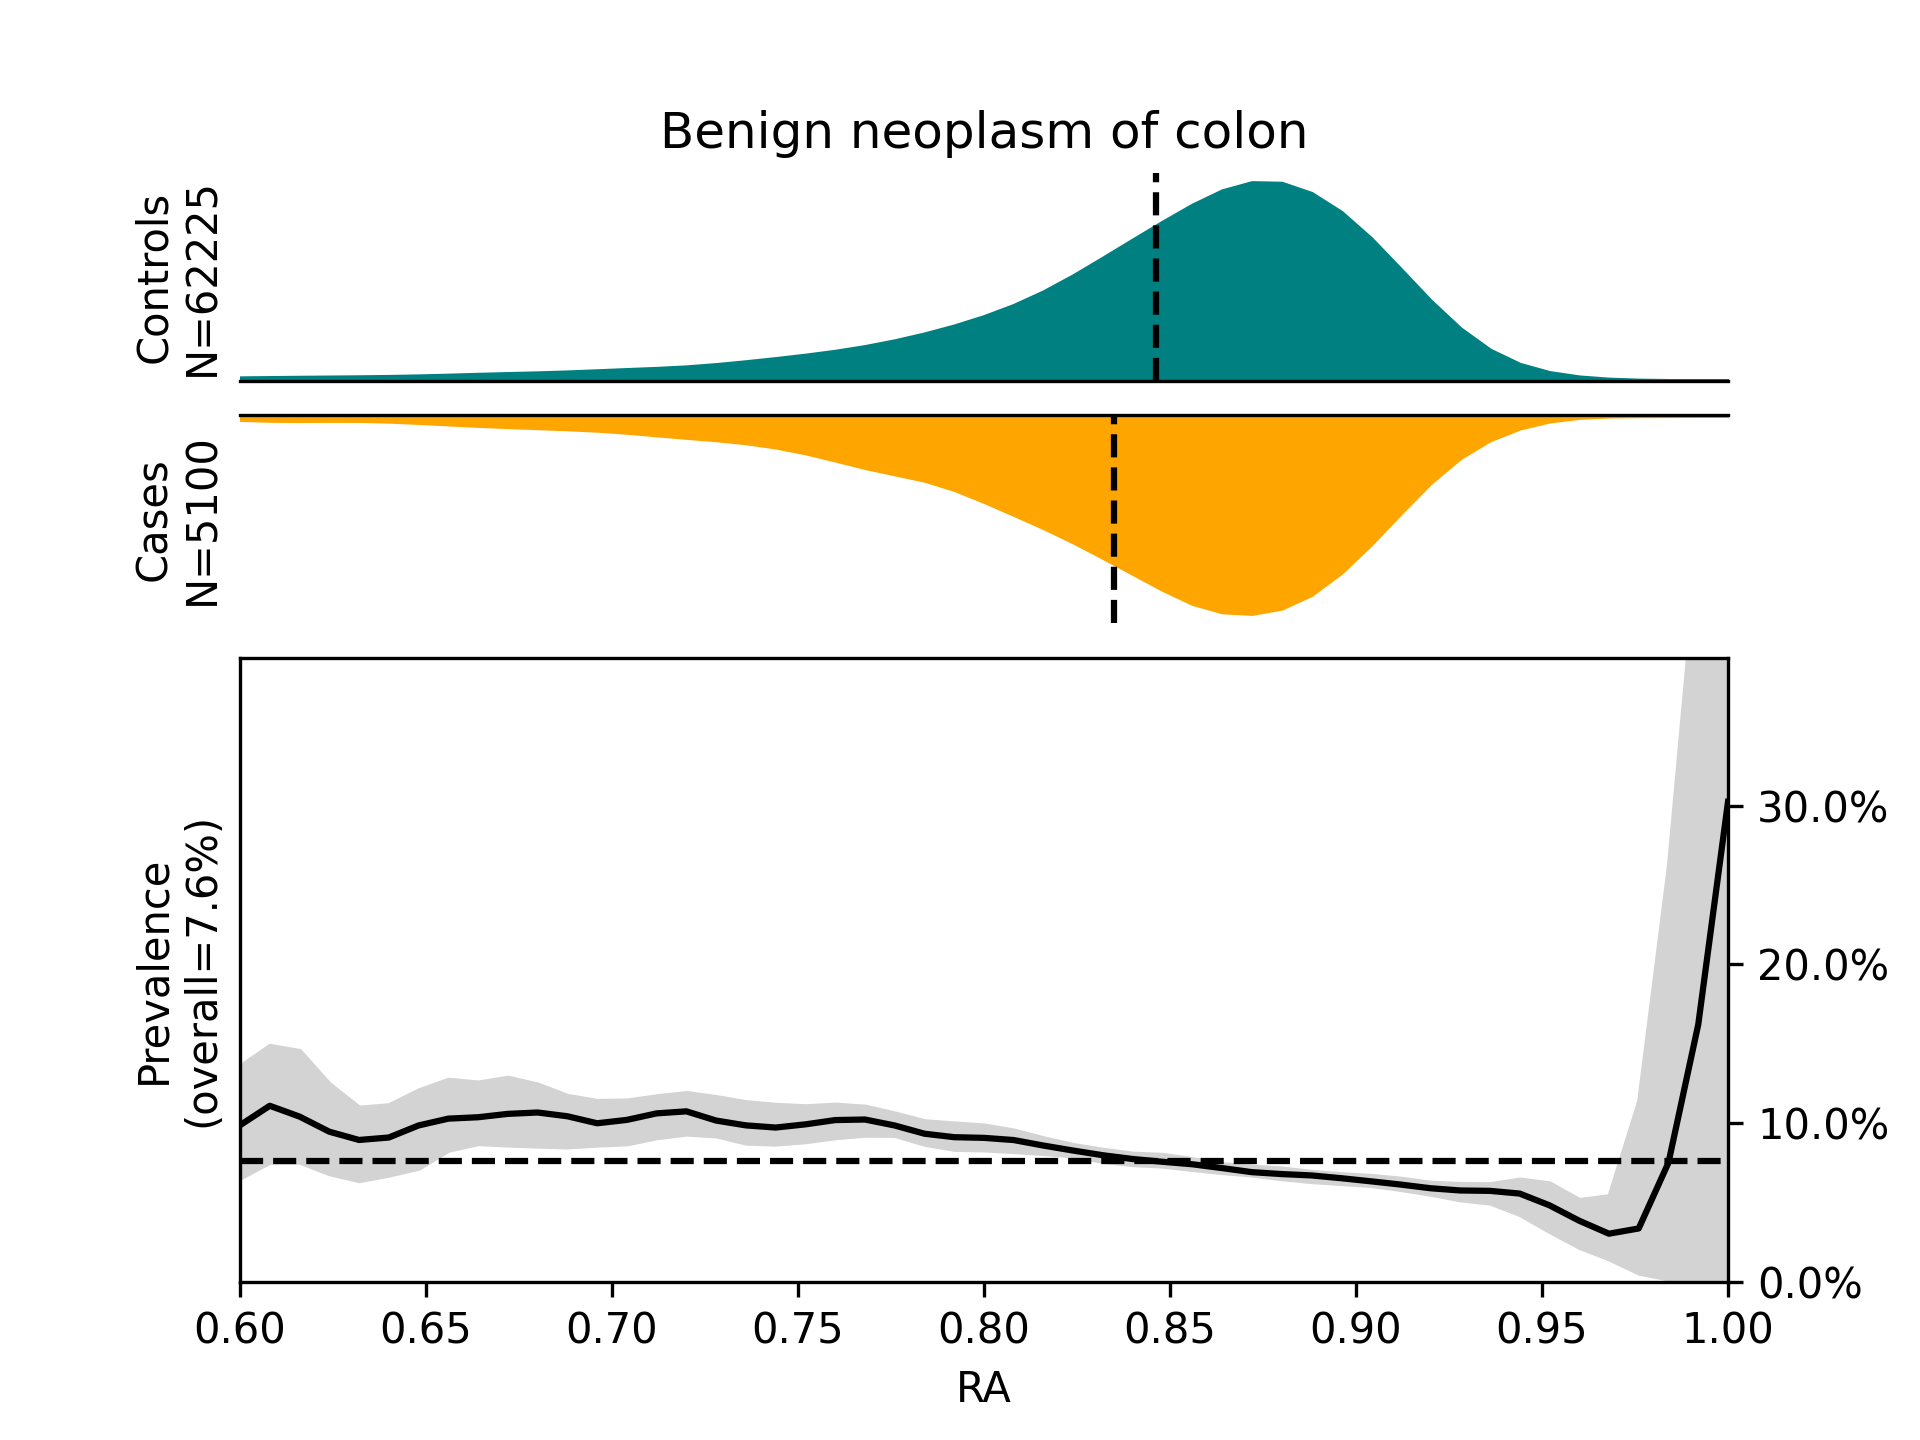 Benign neoplasm of colon
Controls
N=62225
Cases
N=5100
Prevalence
(overall=7.6%)
30.0%
20.0%
10.0%
0.0%
0.60 0.65 0.70 0.75 0.80 0.85 0.90 0.95 1.00
RA